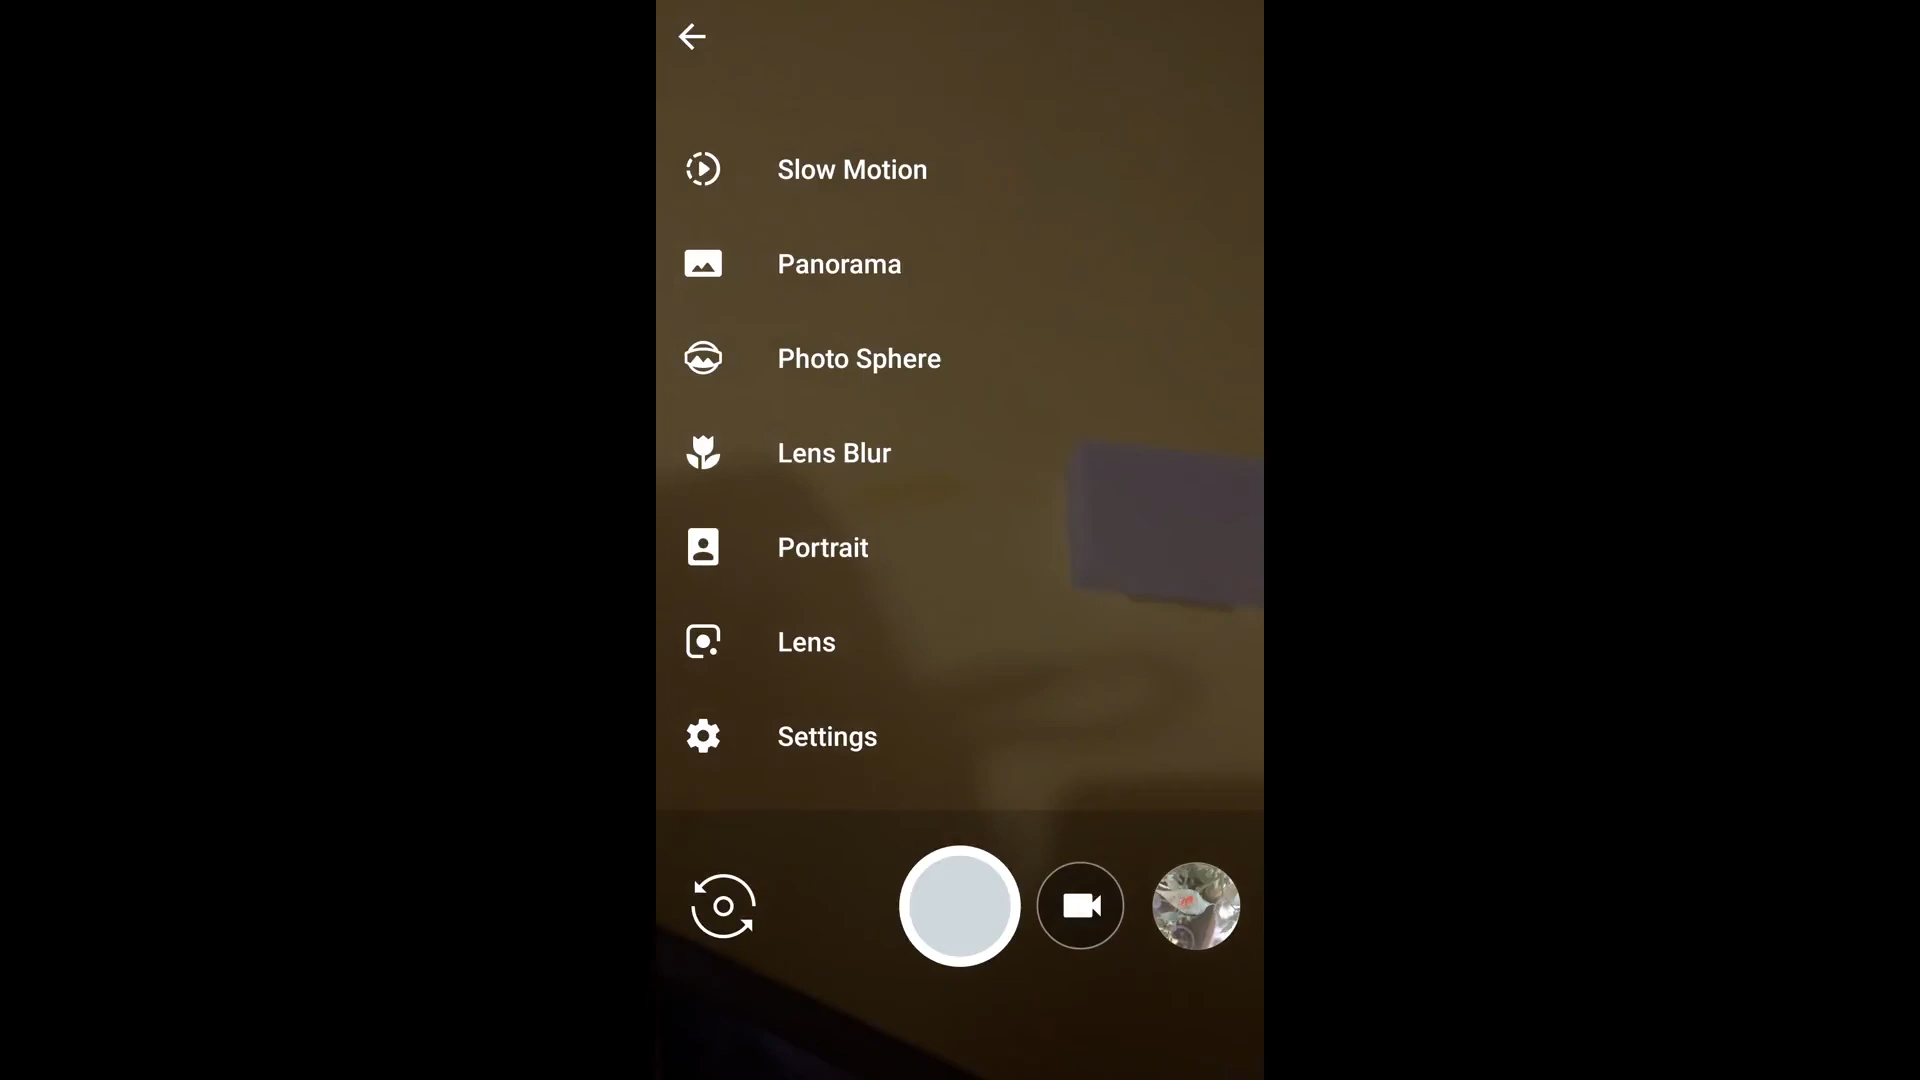 Slow Motion
Panorama
Photo Sphere
Lens Blur
Portrait
Lens
Settings